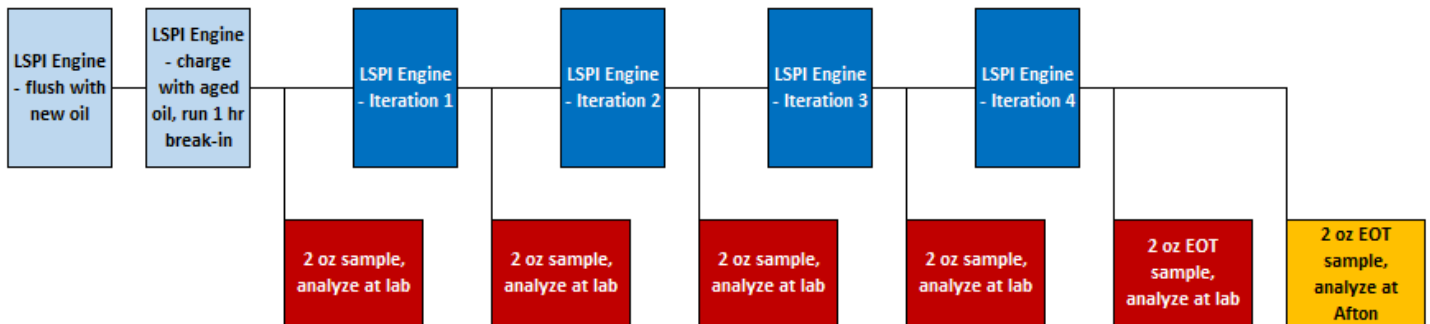 LSPI Engine
- flush with
new oil
LSPI Engine
- charge
with aged
oil, run 1 hr
break-in
LSPI Engine
- Iteration 1
LSPI Engine
- Iteration 2
LSPI Engine
- Iteration 3
LSPI Engine
- Iteration 4
2 oz sample,
analyze at lab
2 oz sample,
analyze at lab
2 oz sample,
analyze at lab
2 oz sample,
analyze at lab
2 oz EOT
sample,
analyze at lab
2 oz EOT
sample,
analyze at
Afton